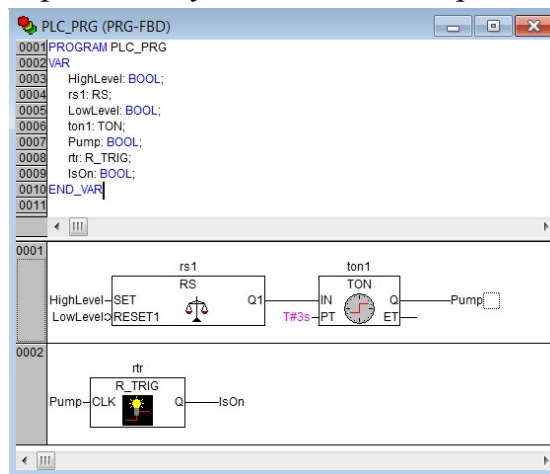 PLC_PRG (PRG-FBD)
0001 PROGRAM PLC_PRG
0002 VAR
0003 HighLevel: BOOL;
0004 rs1: RS;
0005 LowLevel: BOOL;
0006 ton1: TON;
0007 Pump: BOOL;
0008 rtr: R_TRIG;
0009 IsOn: BOOL;
0010 END_VAR
0011
0001
rs1 ton1
RS TON
HighLevel SET Q1 IN Q Pump
LowLevel RESET1 T#3s PT ET
0002
rtr
R_TRIG
Pump CLK Q IsOn